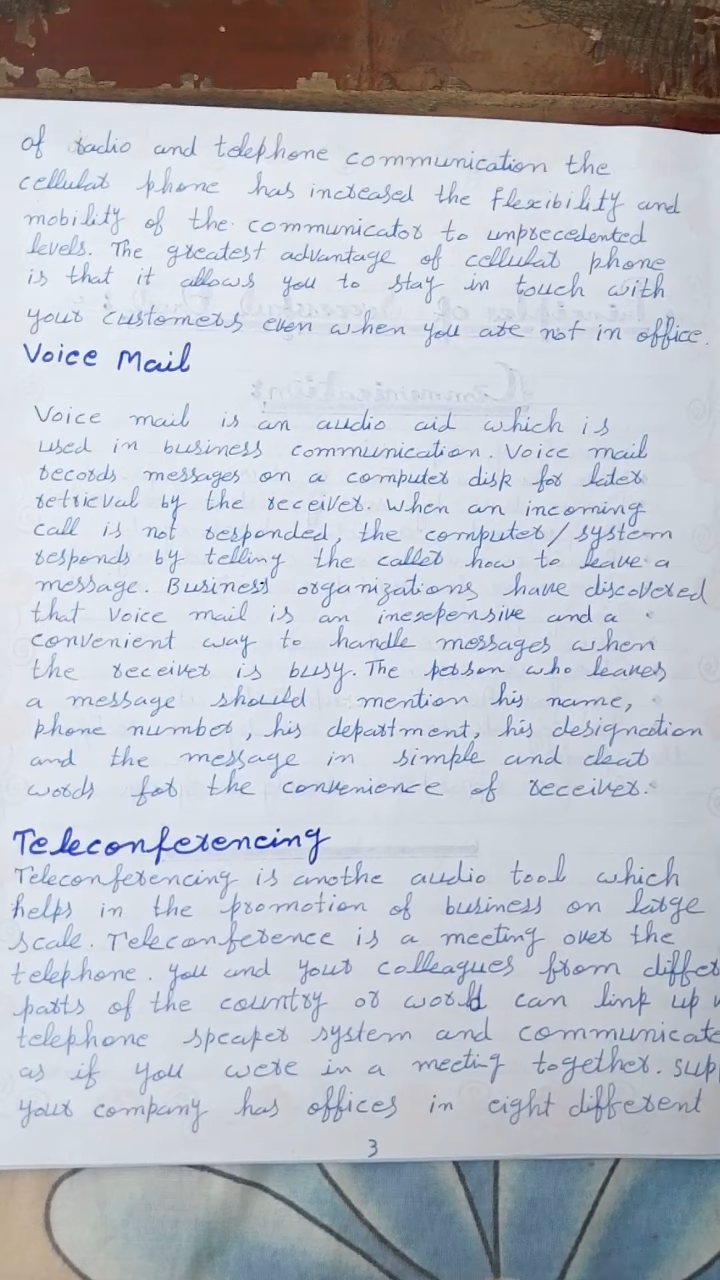 of radio and telephone communication the
cellular phone has increased the flexibility and
mobility of the communicator to unprecedented
levels. The greatest advantage of cellular phone
is that it allows you to stay in touch with
your customers even when you are not in office.
Voice Mail
Voice mail is an audio aid which is
used in business communication. Voice mail
records messages on a computer disk for later
retrieval by the receiver. When an incoming
call is not responded, the computer/system
responds by telling the caller how to leave a
message. Business organizations have discovered
that Voice mail is an inexepensive and a
convenient way to handle messages when
the receiver is busy. The person who leaves
a message should mention his name,
phone number, his department, his designation
and the message in simple and clear
words for the convenience of receiver.
Teleconferencing
Teleconferencing is anothe audio tool which
helps in the promotion of business on large
scale. Teleconference is a meeting over the
telephone. you and your colleagues from differ
parts of the country or world can link up
telephone speaper system and communicate
as if you were in a meeting together. sup
your company has offices in eight different
3